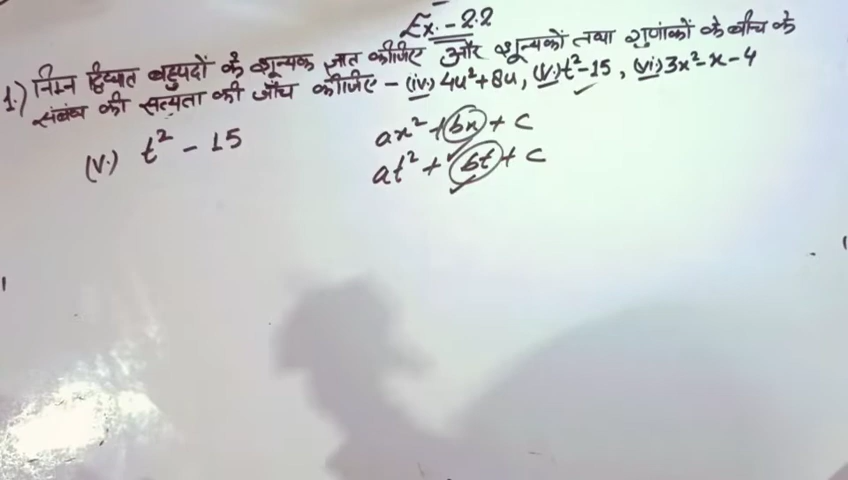 Ex. - 2.2
1.) निम्न द्विघात बहुपदों के शून्यक ज्ञात कीजिए और शून्यकों तथा गुणांकों के बीच के
संबंध की सत्यता की जाँच कीजिए - (iv.) 4u²+8u, (v.) t²-15, (vi.) 3x²-x-4
(v.) t² - 15
ax² + bx + c
at² + bt + c